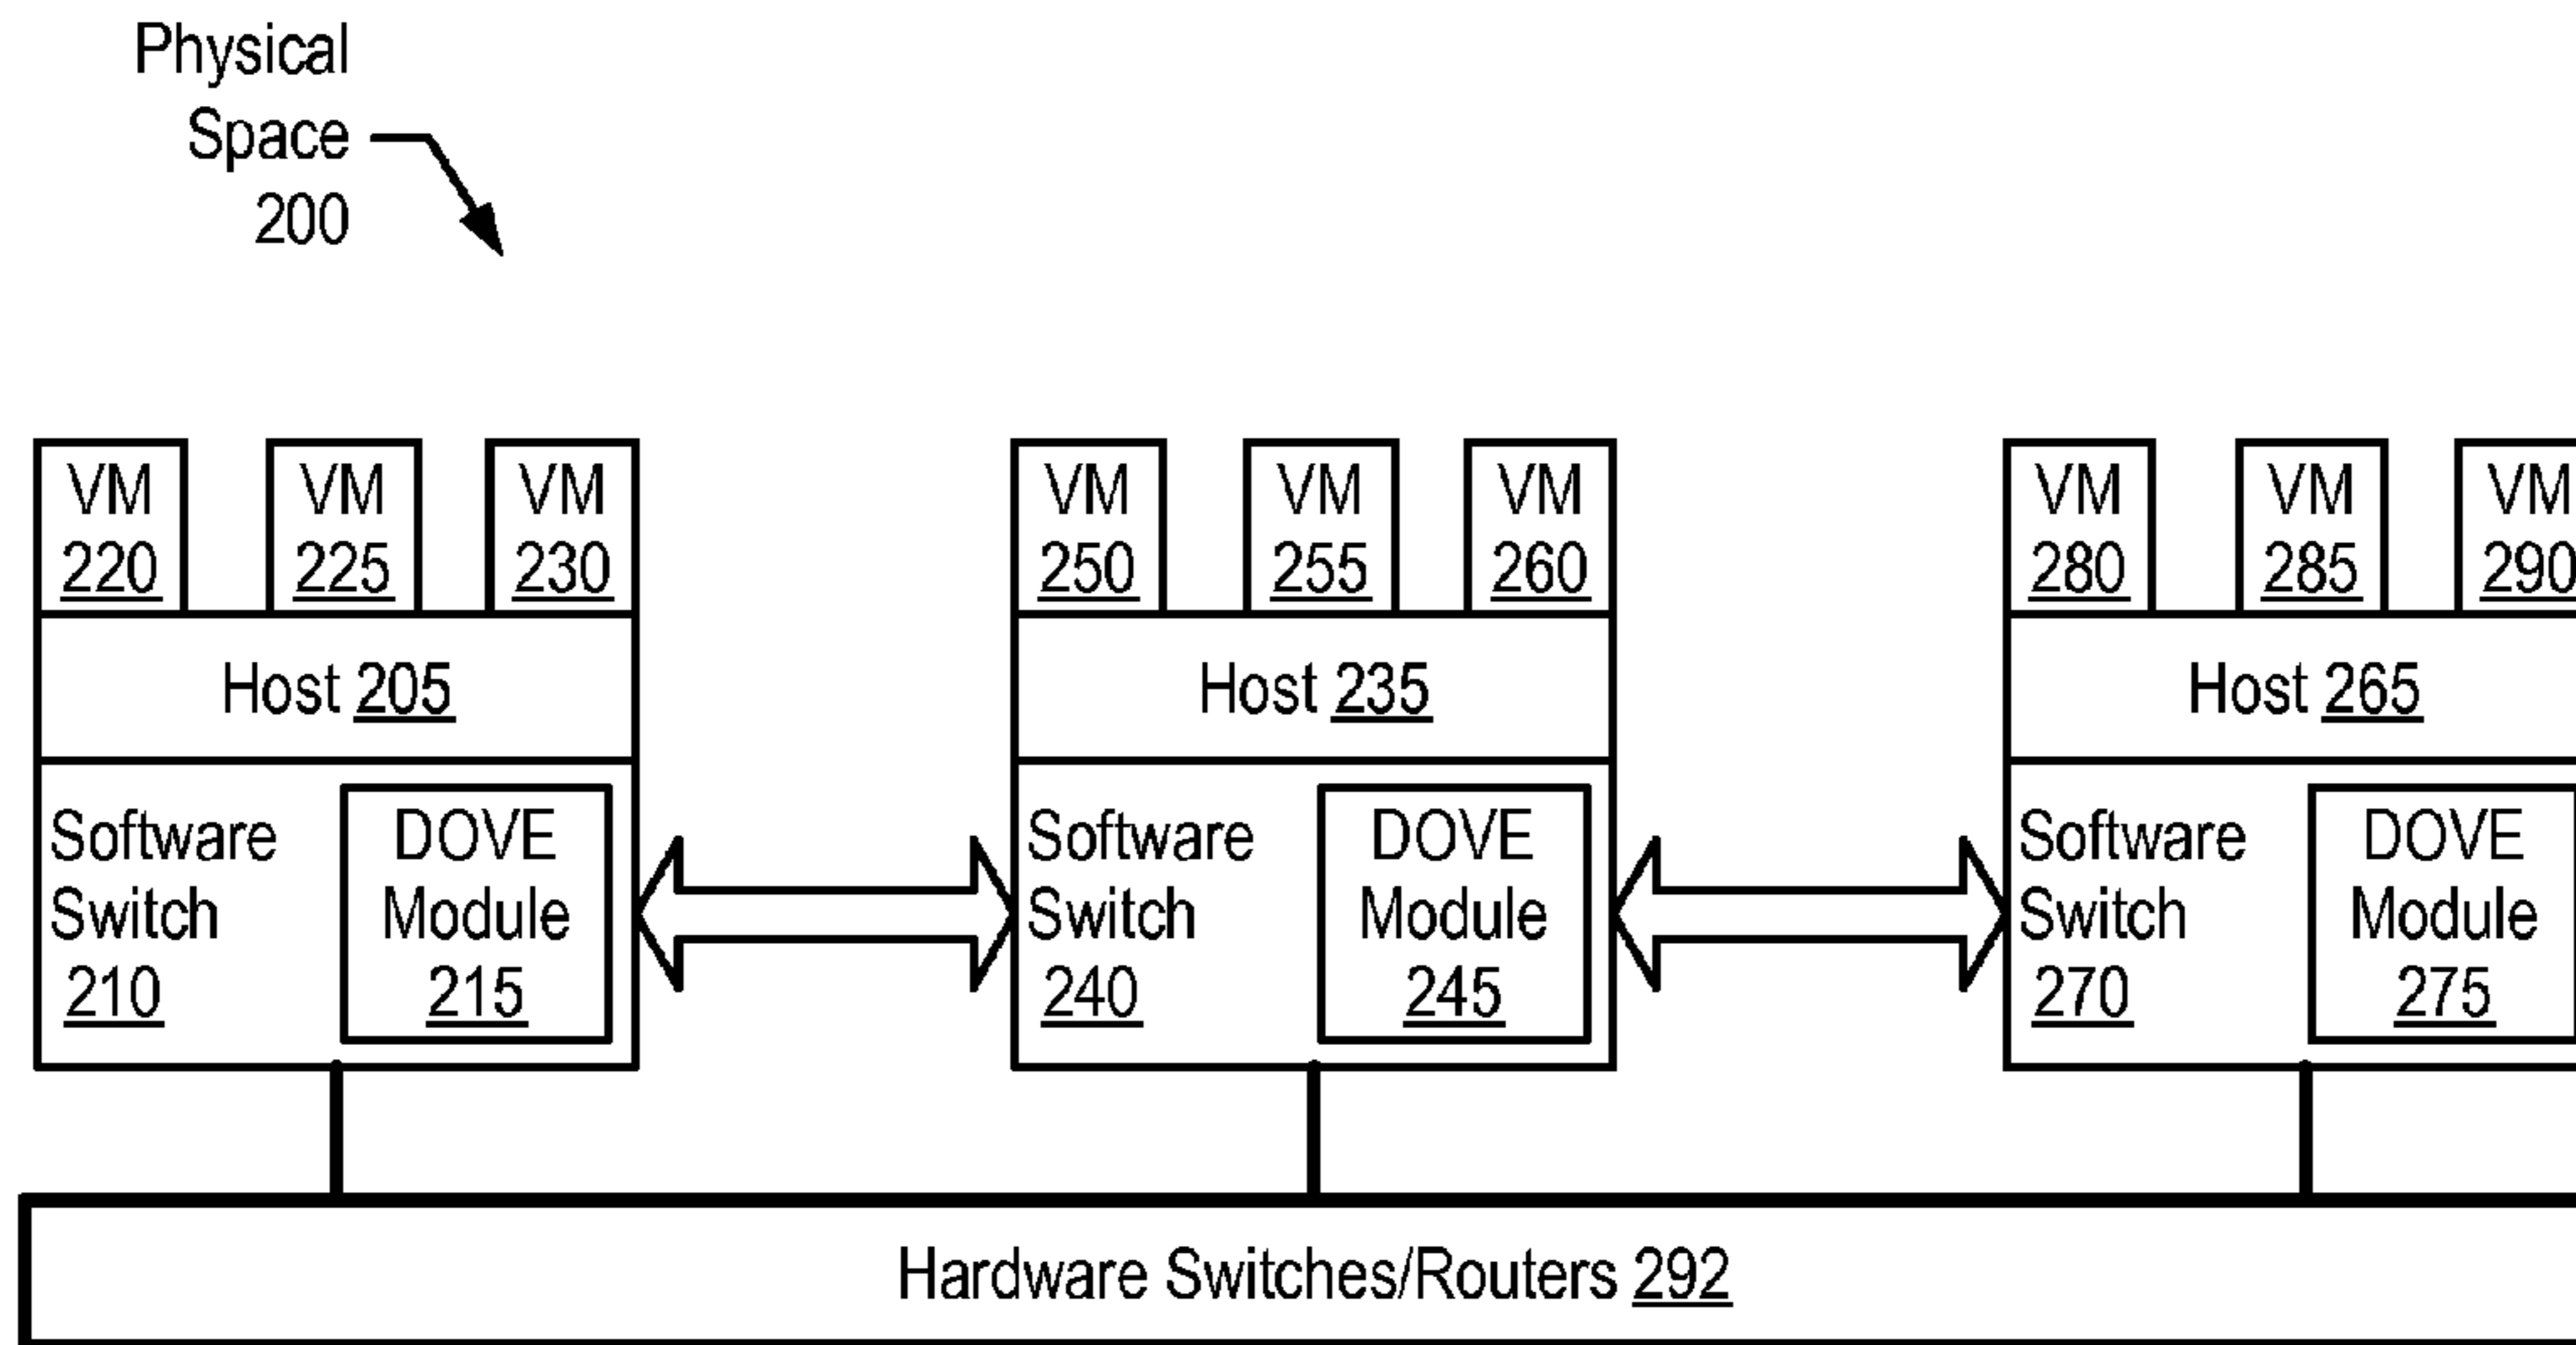 Physical
Space
200
VM
220
VM
225
VM
230
Host 205
Software
Switch
210
DOVE
Module
215
VM
250
VM
255
VM
260
Host 235
Software
Switch
240
DOVE
Module
245
VM
280
VM
285
VM
290
Host 265
Software
Switch
270
DOVE
Module
275
Hardware Switches/Routers 292